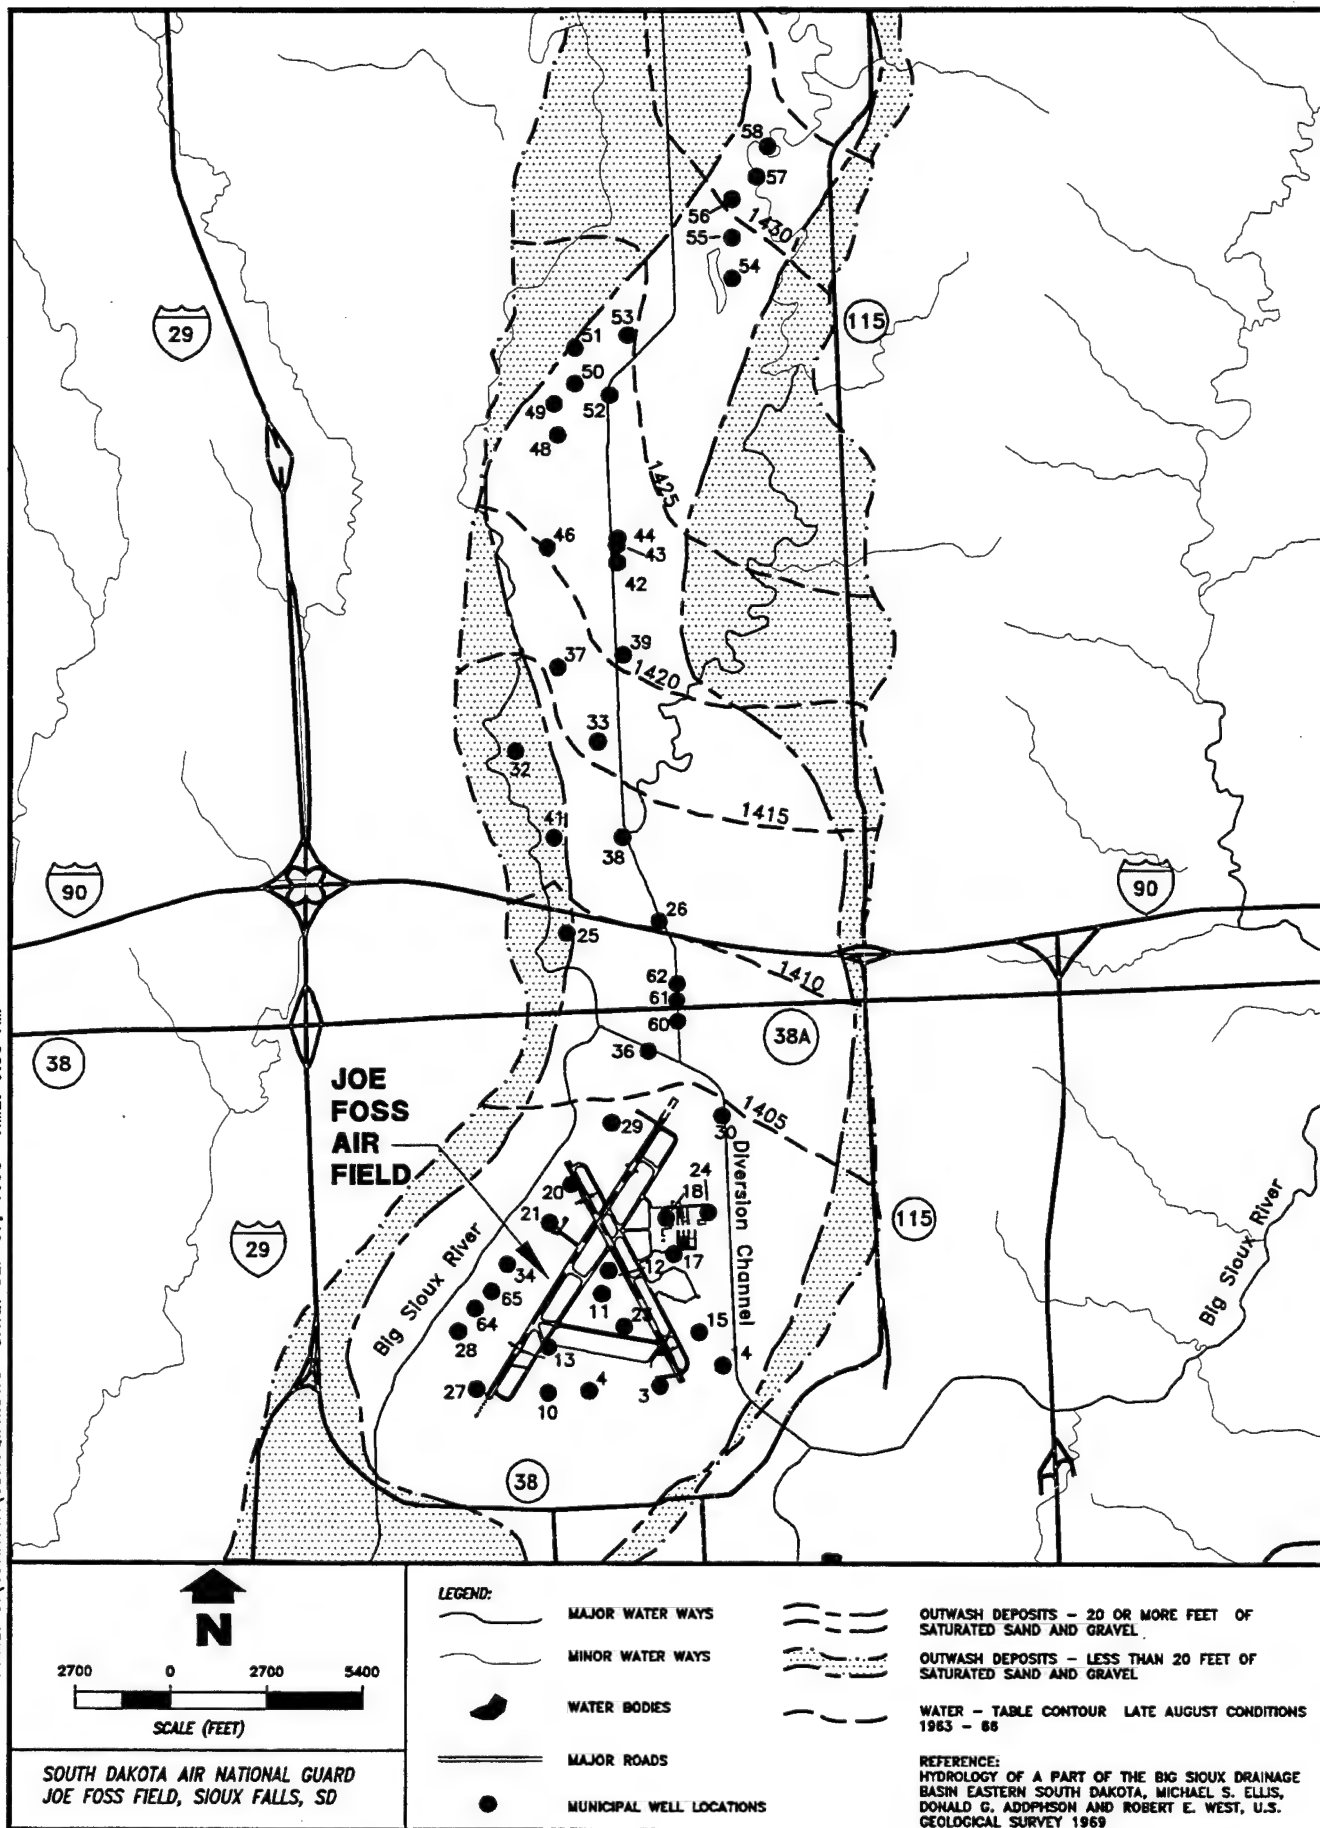 58
57
56
1430
55
54
29
115
53
51
50
49
52
48
1425
46
44
43
42
39
37
1420
33
32
1415
41
38
90
90
26
25
62
1410
61
60
38A
36
38
JOE
FOSS
AIR
FIELD
1405
29
30
24
20
18
Diversion Channel
21
115
29
Big Sioux River
Big Sioux River
17
12
34
65
11
64
23
15
28
13
4
27
4
3
10
38
N
2700 0 2700 5400
SCALE (FEET)
SOUTH DAKOTA AIR NATIONAL GUARD
JOE FOSS FIELD, SIOUX FALLS, SD
LEGEND:
MAJOR WATER WAYS
MINOR WATER WAYS
WATER BODIES
MAJOR ROADS
MUNICIPAL WELL LOCATIONS
OUTWASH DEPOSITS - 20 OR MORE FEET OF
SATURATED SAND AND GRAVEL
OUTWASH DEPOSITS - LESS THAN 20 FEET OF
SATURATED SAND AND GRAVEL
WATER - TABLE CONTOUR LATE AUGUST CONDITIONS
1963 - 66
REFERENCE:
HYDROLOGY OF A PART OF THE BIG SIOUX DRAINAGE
BASIN EASTERN SOUTH DAKOTA, MICHAEL S. ELLIS,
DONALD G. ADDPHSON AND ROBERT E. WEST, U.S.
GEOLOGICAL SURVEY 1969